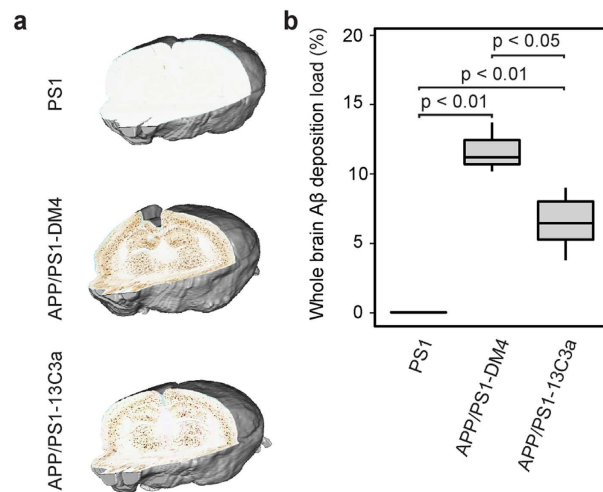 a
PS1
APP/PS1-DM4
APP/PS1-13C3a
b
Whole brain Aβ deposition load (%)
20
15
10
5
0
p < 0.05
p < 0.01
p < 0.01
PS1
APP/PS1-DM4
APP/PS1-13C3a